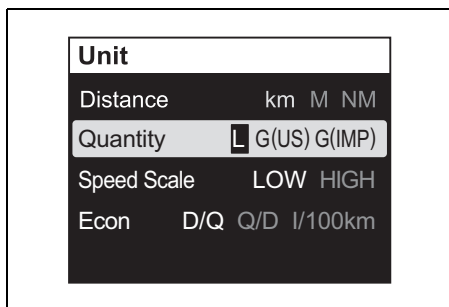 Unit
Distance km M NM
Quantity L G(US) G(IMP)
Speed Scale LOW HIGH
Econ D/Q Q/D l/100km